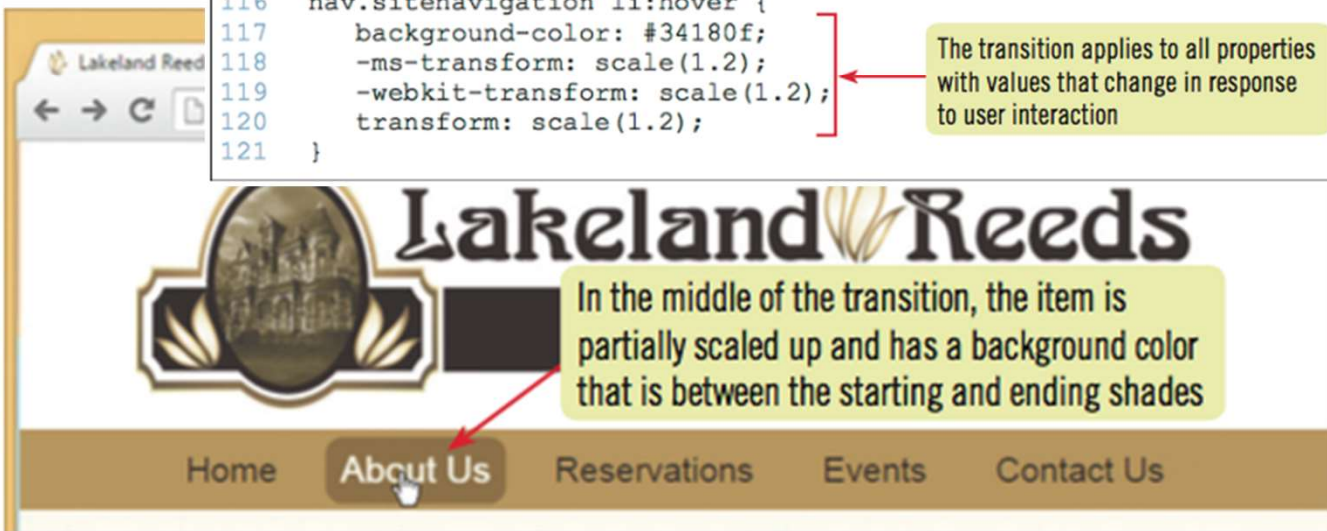 116 nav.sitenavigation li:hover {
117 background-color: #34180f;
118 -ms-transform: scale(1.2);
119 -webkit-transform: scale(1.2);
120 transform: scale(1.2);
121 }
The transition applies to all properties
with values that change in response
to user interaction
Lakeland Reed
Lakeland Reeds
In the middle of the transition, the item is
partially scaled up and has a background color
that is between the starting and ending shades
Home About Us Reservations Events Contact Us